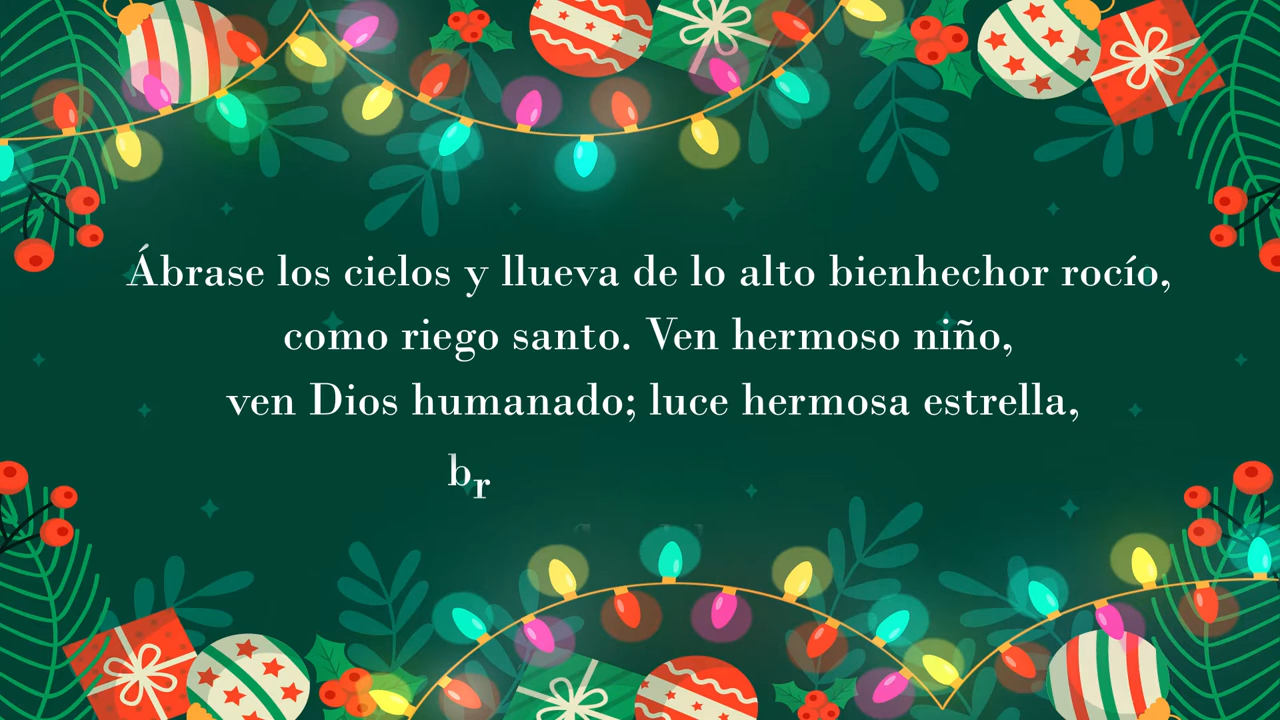 Ábrase los cielos y llueva de lo alto bienhechor rocío,
como riego santo. Ven hermoso niño,
ven Dios humanado; luce hermosa estrella,
br